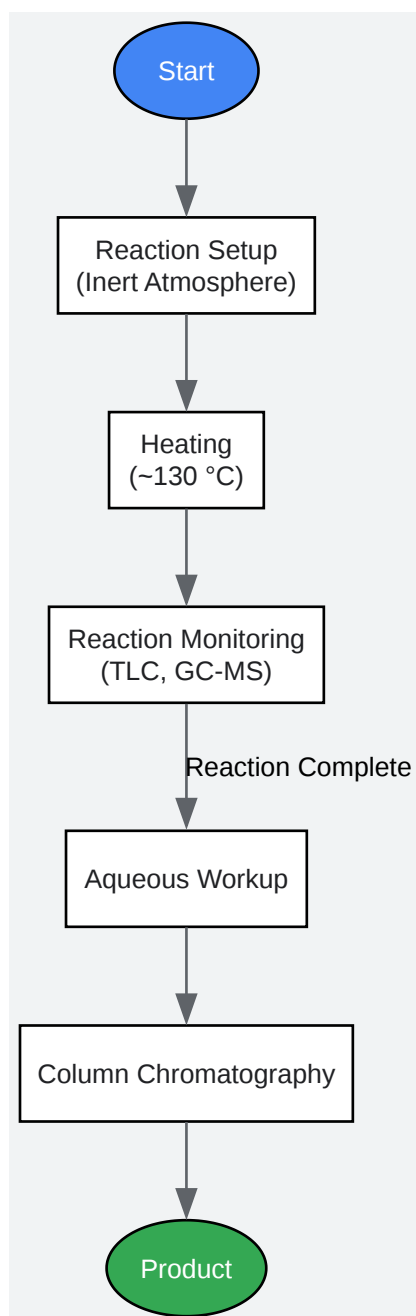 Start
Reaction Setup
(Inert Atmosphere)
Heating
(~130 °C)
Reaction Monitoring
(TLC, GC-MS)
Reaction Complete
Aqueous Workup
Column Chromatography
Product